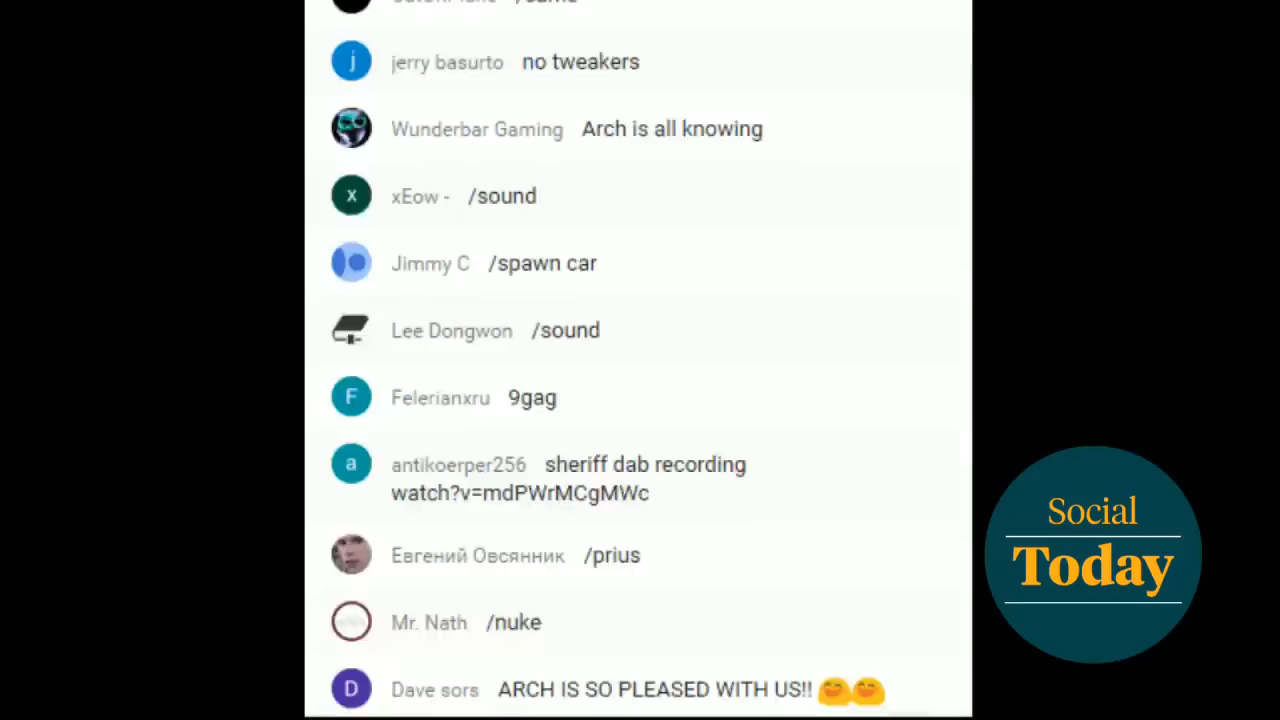 jerry basurto no tweakers
Wunderbar Gaming Arch is all knowing
xEow - /sound
Jimmy C /spawn car
Lee Dongwon /sound
Felerianxru 9gag
antikoerper256 sheriff dab recording
watch?v=mdPWrMCgMWc
Евгений Овсянник /prius
Mr. Nath /nuke
Dave sors ARCH IS SO PLEASED WITH US!!
Social
Today